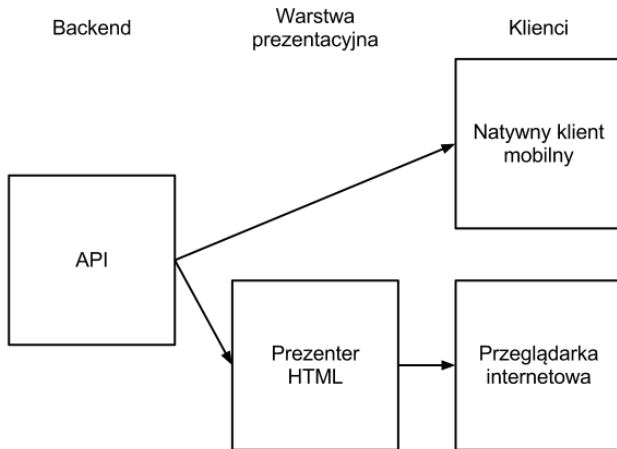 Backend
Warstwa
prezentacyjna
Klienci
Natywny klient
mobilny
API
Prezenter
HTML
Przeglądarka
internetowa